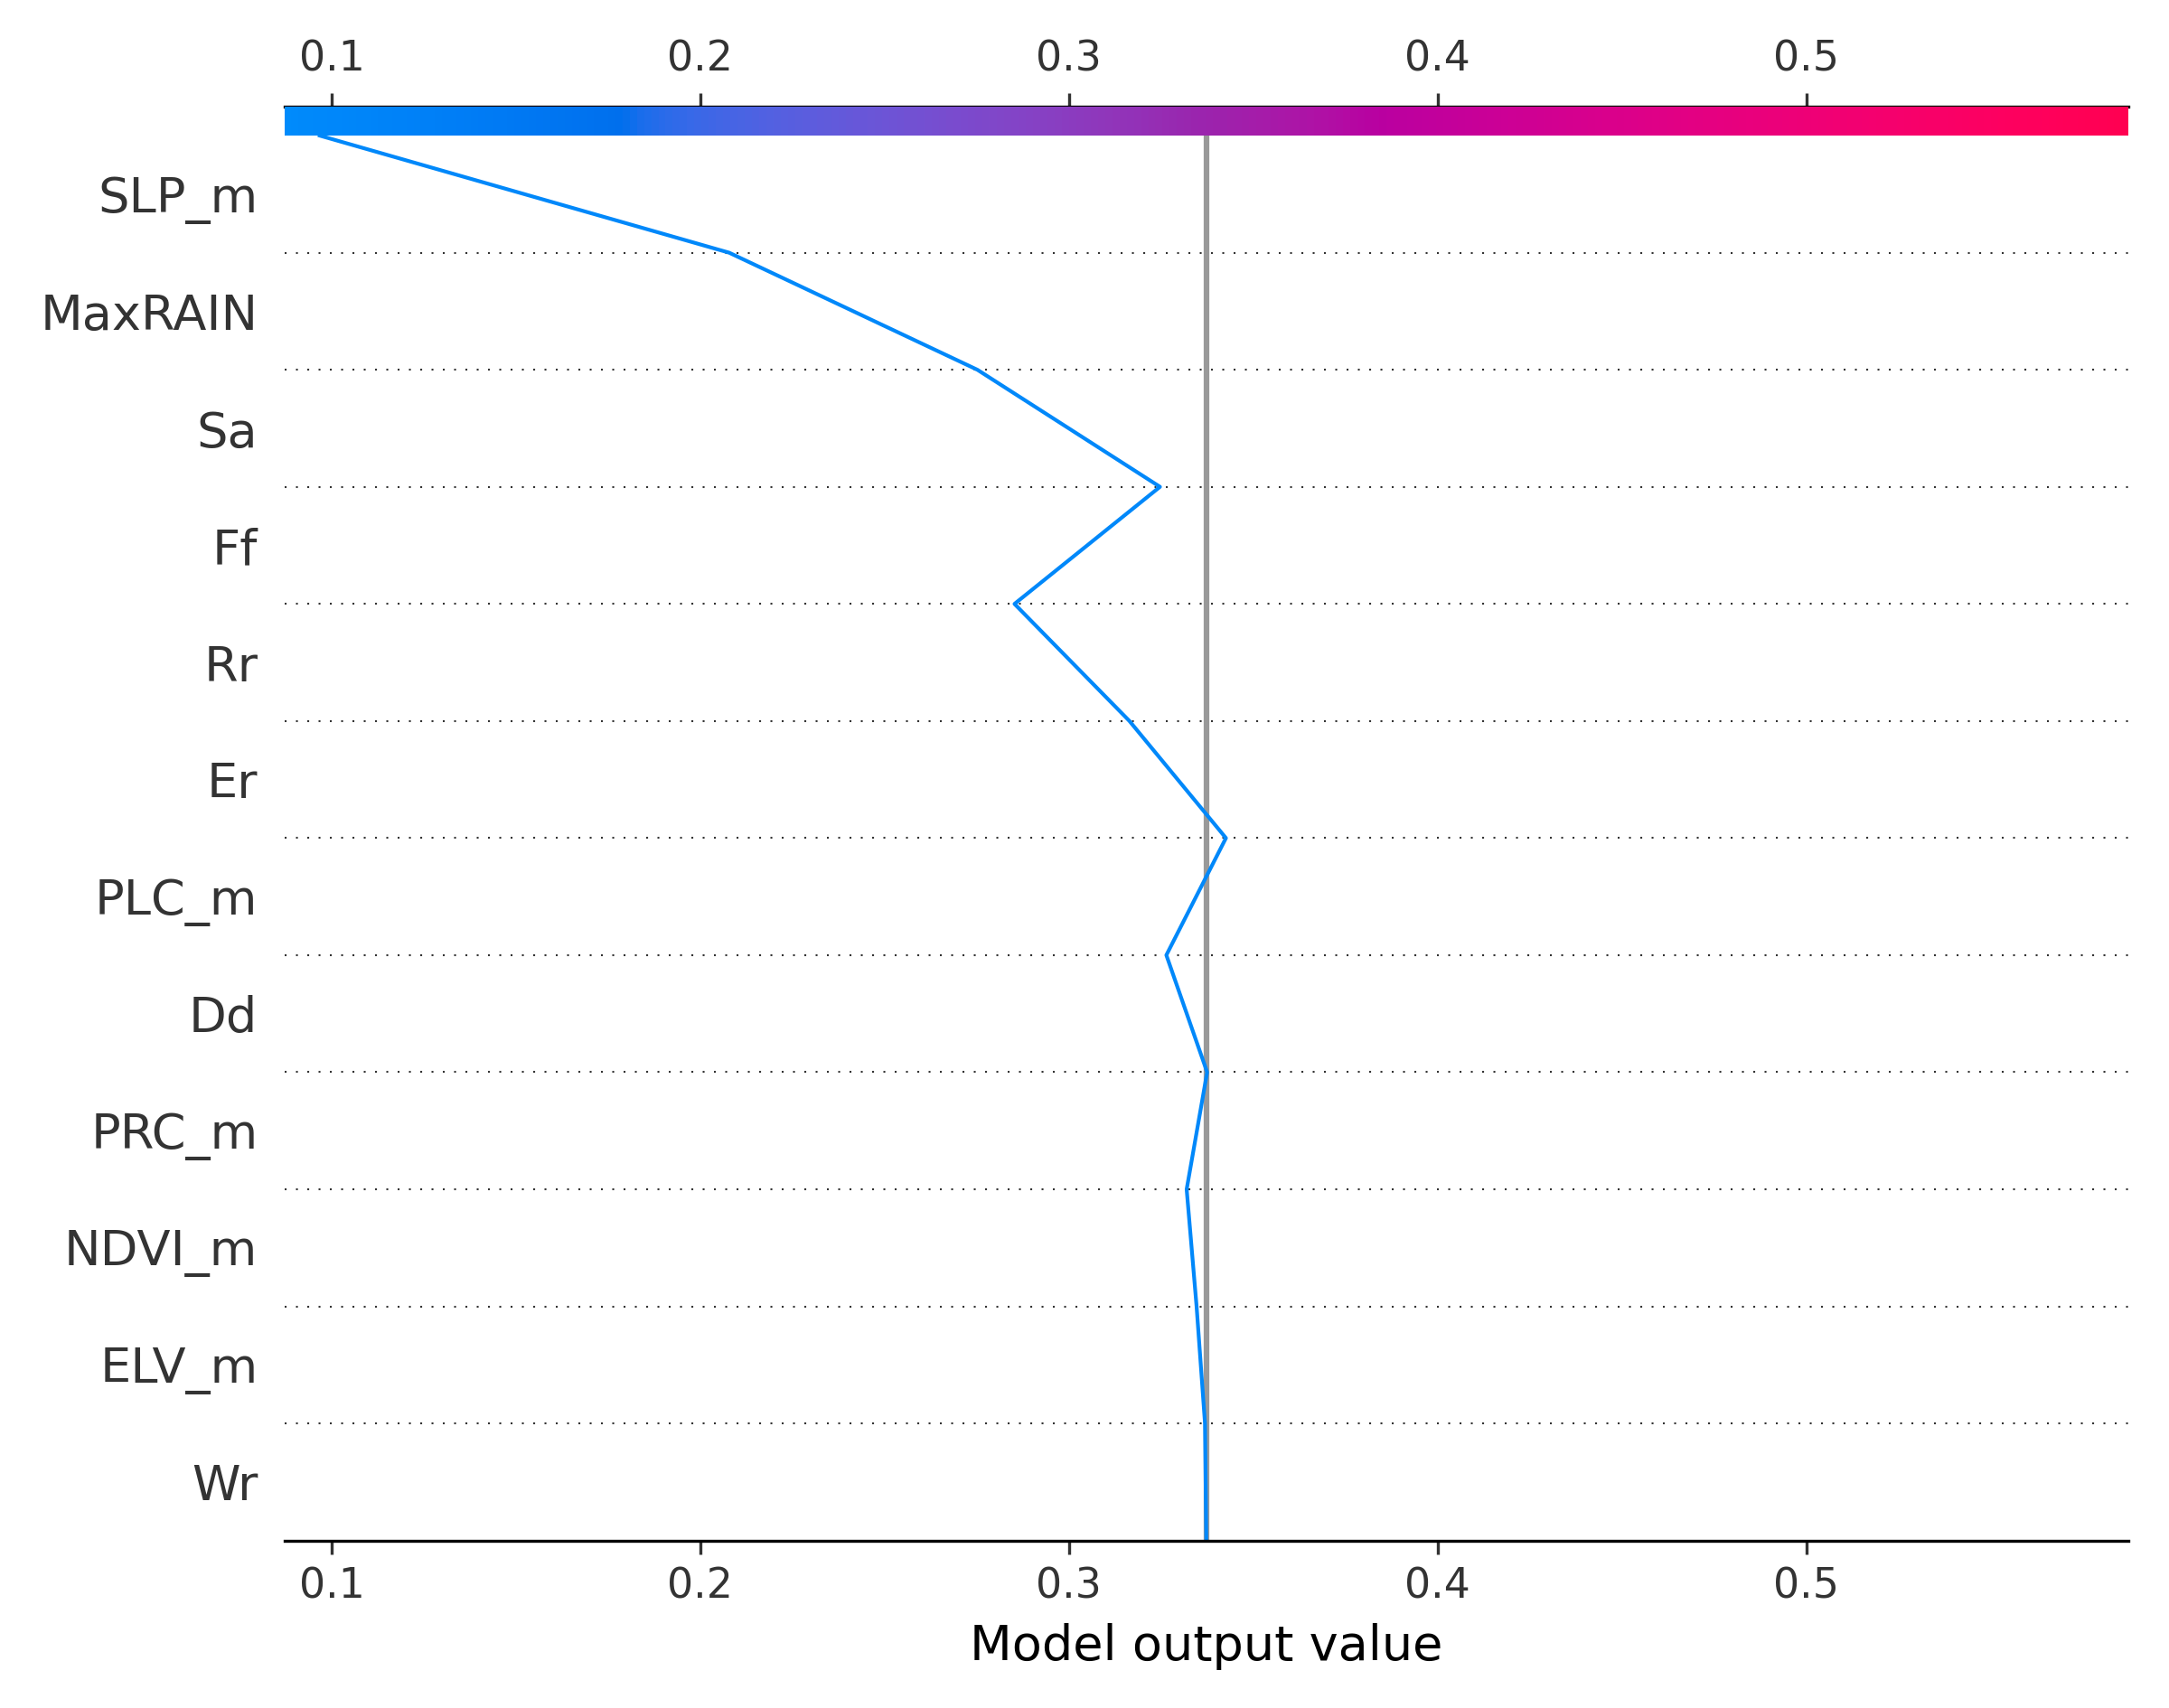 0.1 0.2 0.3 0.4 0.5
SLP_m
MaxRAIN
Sa
Ff
Rr
Er
PLC_m
Dd
PRC_m
NDVI_m
ELV_m
Wr
0.1 0.2 0.3 0.4 0.5
Model output value